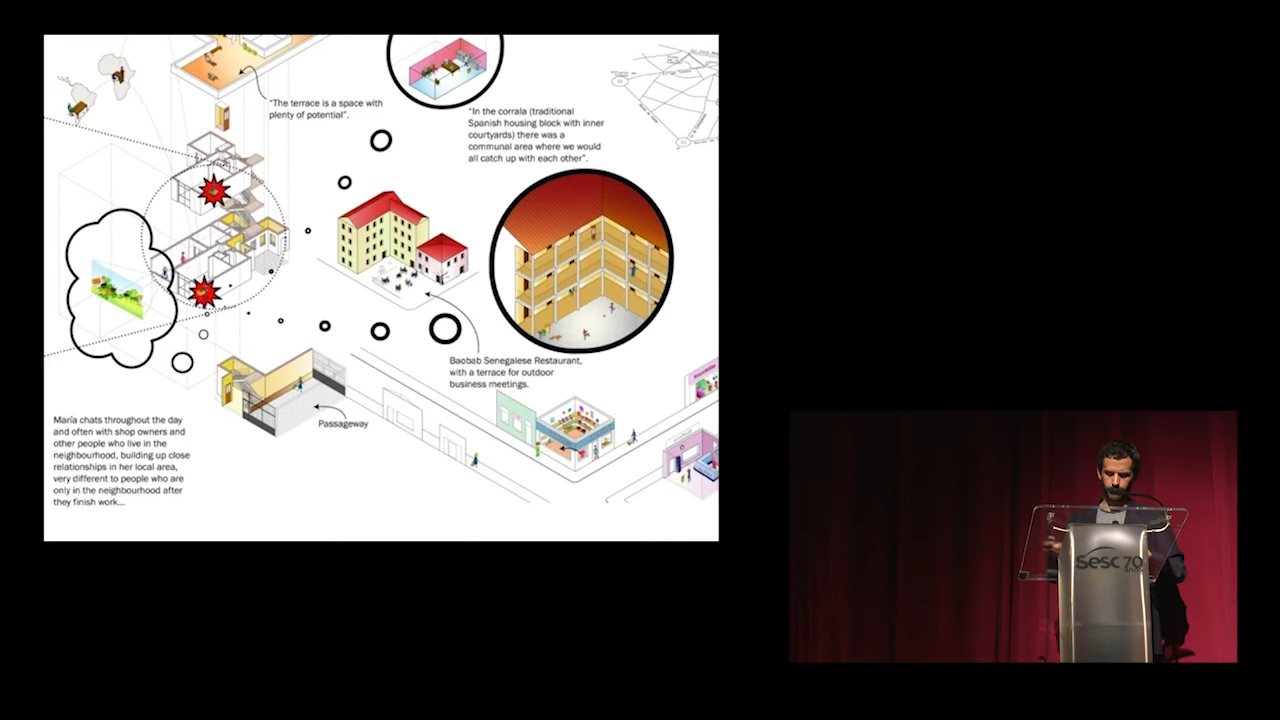 "The terrace is a space with
plenty of potential".
"In the corrala (traditional
Spanish housing block with inner
courtyards) there was a
communal area where we would
all catch up with each other".
Baobab Senegalese Restaurant,
with a terrace for outdoor
business meetings.
Passageway
María chats throughout the day
and often with shop owners and
other people who live in the
neighbourhood, building up close
relationships in her local area,
very different to people who are
only in the neighbourhood after
they finish work...
Sesc 70
anos